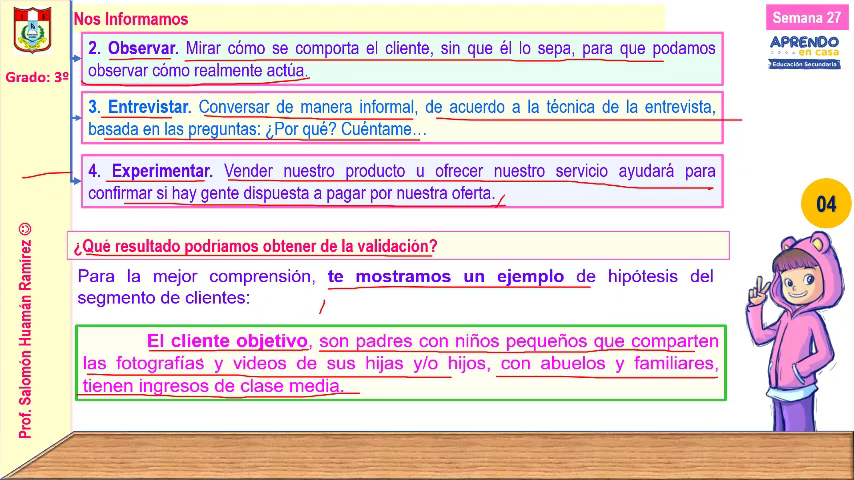 Nos Informamos
Semana 27
APRENDO
en casa
Educación Secundaria
Grado: 3º
2. Observar. Mirar cómo se comporta el cliente, sin que él lo sepa, para que podamos
observar cómo realmente actúa.
3. Entrevistar. Conversar de manera informal, de acuerdo a la técnica de la entrevista,
basada en las preguntas: ¿Por qué? Cuéntame…
4. Experimentar. Vender nuestro producto u ofrecer nuestro servicio ayudará para
confirmar si hay gente dispuesta a pagar por nuestra oferta.
04
¿Qué resultado podríamos obtener de la validación?
Para la mejor comprensión, te mostramos un ejemplo de hipótesis del
segmento de clientes:
El cliente objetivo, son padres con niños pequeños que comparten
las fotografías y videos de sus hijas y/o hijos, con abuelos y familiares,
tienen ingresos de clase media.
Prof. Salomón Huamán Ramírez ☺